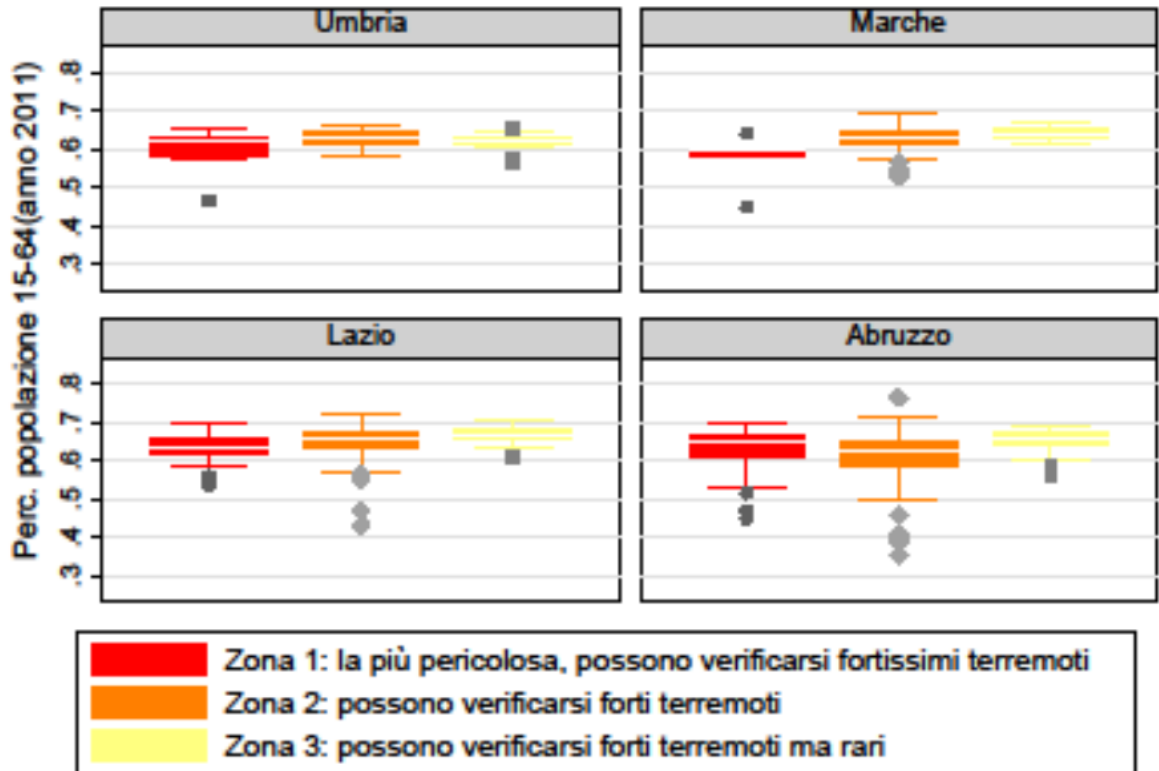 Umbria
Marche
Perc. popolazione 15-64(anno 2011)
.8
.7
.6
.5
.4
.3
Lazio
Abruzzo
.8
.7
.6
.5
.4
.3
Zona 1: la più pericolosa, possono verificarsi fortissimi terremoti
Zona 2: possono verificarsi forti terremoti
Zona 3: possono verificarsi forti terremoti ma rari